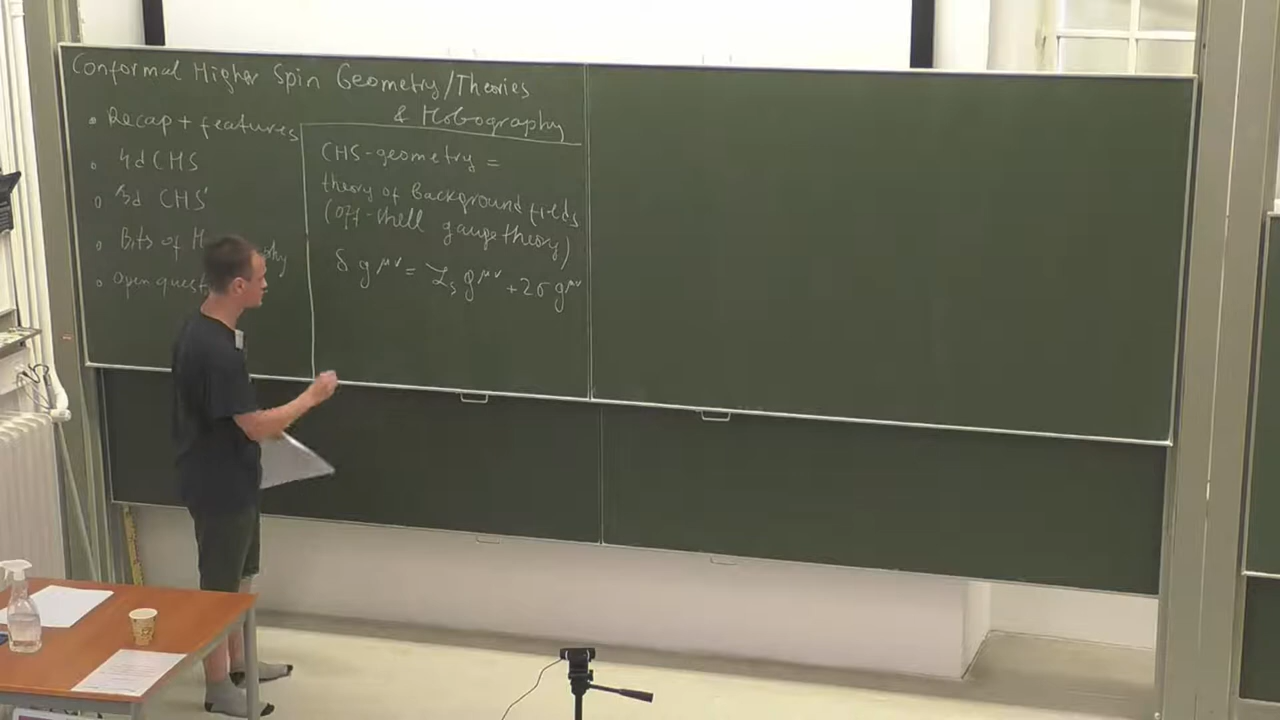 Conformal Higher Spin Geometry/Theories
& Holography
• Recap + features
• 4d CHS
• 3d CHS
• Bits of
• Open quest
CHS-geometry =
theory of Background fields
(off-shell gauge theory)
δ g^{μν} = ℒ_ξ g^{μν} + 2σ g^{μν}